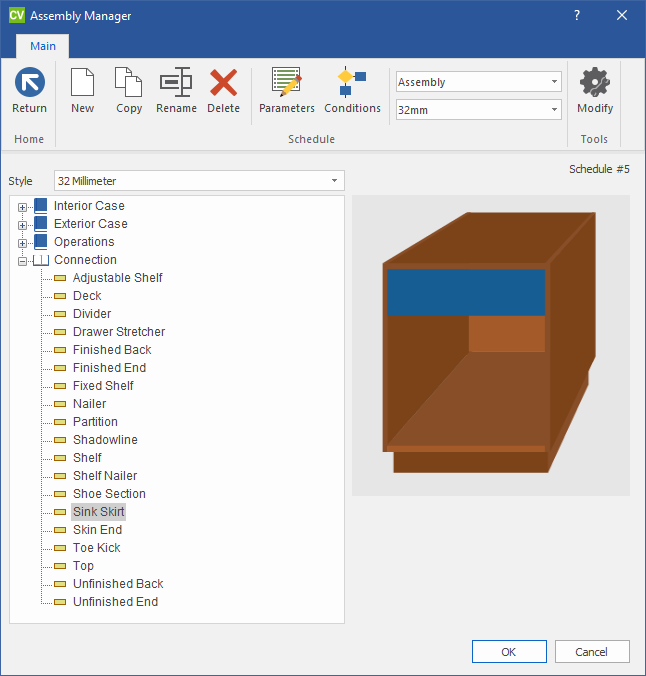 CV Assembly Manager ?
Main
Return New Copy Rename Delete Parameters Conditions Assembly 32mm Modify
Home Schedule Tools
Schedule #5
Style 32 Millimeter
Interior Case
Exterior Case
Operations
Connection
Adjustable Shelf
Deck
Divider
Drawer Stretcher
Finished Back
Finished End
Fixed Shelf
Nailer
Partition
Shadowline
Shelf
Shelf Nailer
Shoe Section
Sink Skirt
Skin End
Toe Kick
Top
Unfinished Back
Unfinished End
OK Cancel